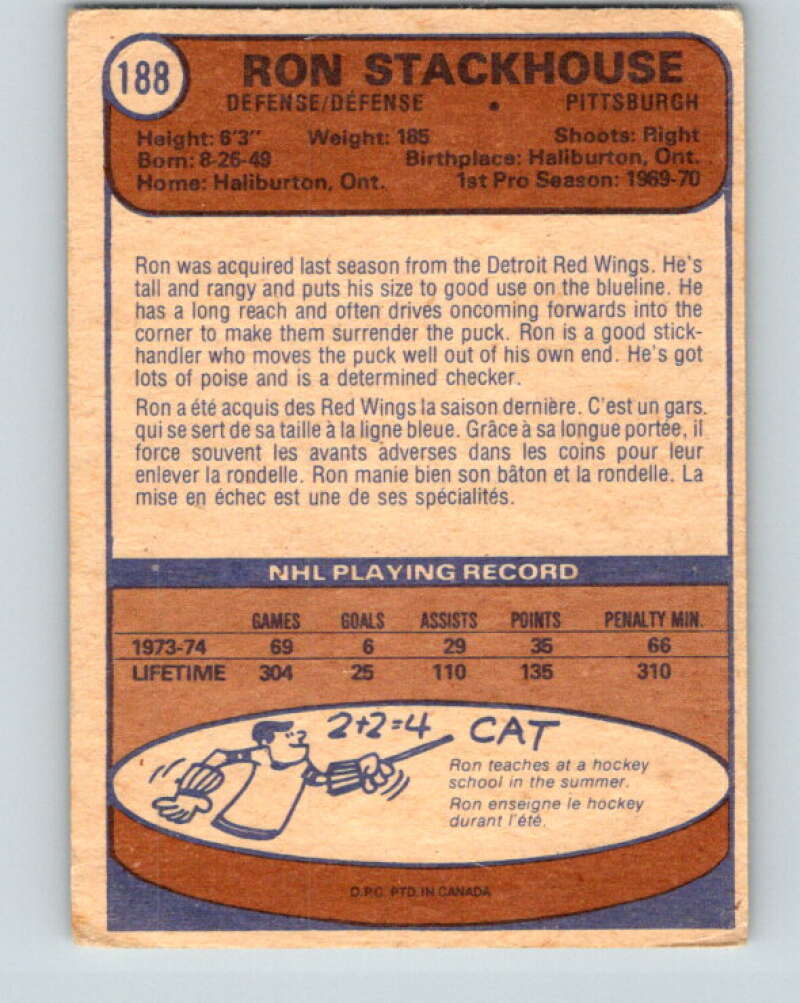 188
RON STACKHOUSE
DEFENSE/DÉFENSE • PITTSBURGH
Height: 6'3" Weight: 185 Shoots: Right
Born: 8-26-49 Birthplace: Haliburton, Ont.
Home: Haliburton, Ont. 1st Pro Season: 1969-70
Ron was acquired last season from the Detroit Red Wings. He's
tall and rangy and puts his size to good use on the blueline. He
has a long reach and often drives oncoming forwards into the
corner to make them surrender the puck. Ron is a good stick-
handler who moves the puck well out of his own end. He's got
lots of poise and is a determined checker.
Ron a été acquis des Red Wings la saison dernière. C'est un gars.
qui se sert de sa taille à la ligne bleue. Grâce à sa longue portée, il
force souvent les avants adverses dans les coins pour leur
enlever la rondelle. Ron manie bien son bâton et la rondelle. La
mise en échec est une de ses spécialités.
NHL PLAYING RECORD
GAMES GOALS ASSISTS POINTS PENALTY MIN.
1973-74 69 6 29 35 66
LIFETIME 304 25 110 135 310
2+2=4 CAT
Ron teaches at a hockey
school in the summer.
Ron enseigne le hockey
durant l'été.
O.P.C. PTD. IN CANADA